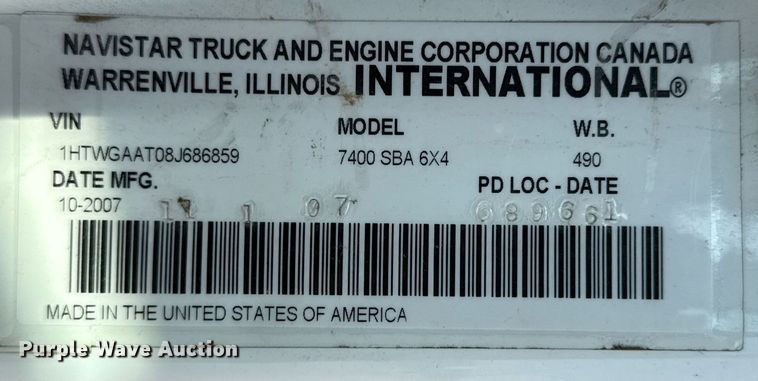 NAVISTAR TRUCK AND ENGINE CORPORATION CANADA
WARRENVILLE, ILLINOIS INTERNATIONAL®
VIN MODEL W.B.
1HTWGAAT08J686859 7400 SBA 6X4 490
DATE MFG. PD LOC - DATE
10-2007 11 1 07 689661
MADE IN THE UNITED STATES OF AMERICA
Purple Wave Auction